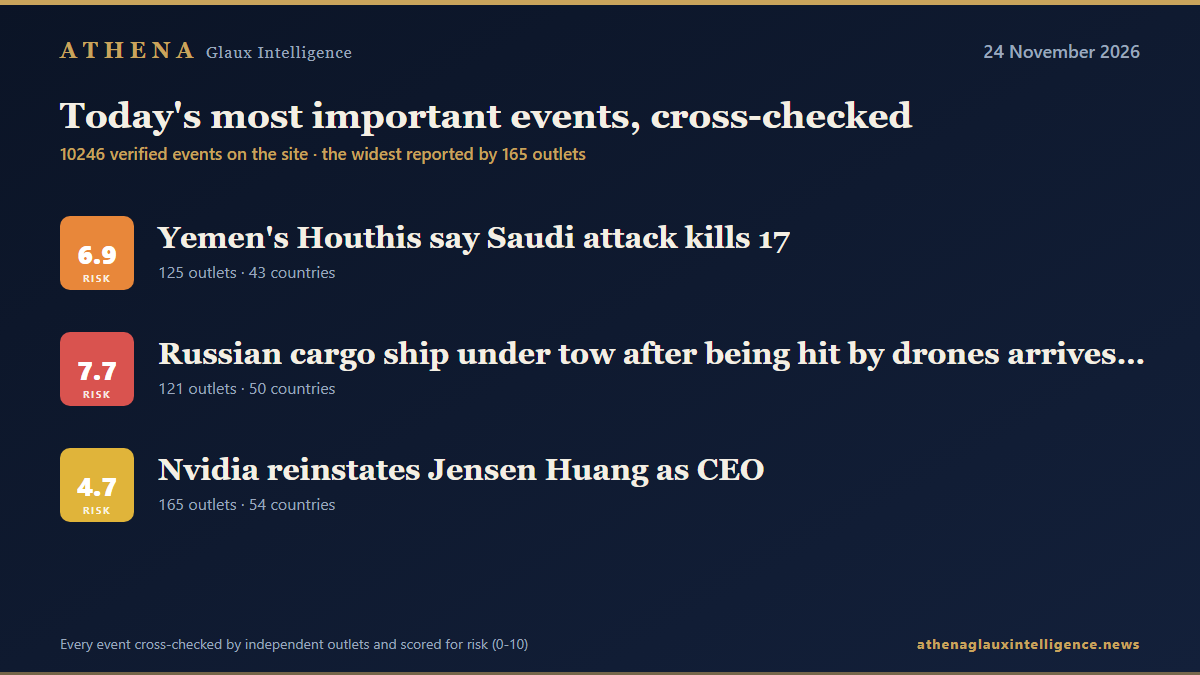 ATHENA Glaux Intelligence
24 November 2026
Today's most important events, cross-checked
10246 verified events on the site · the widest reported by 165 outlets
6.9
RISK
Yemen's Houthis say Saudi attack kills 17
125 outlets · 43 countries
7.7
RISK
Russian cargo ship under tow after being hit by drones arrives...
121 outlets · 50 countries
4.7
RISK
Nvidia reinstates Jensen Huang as CEO
165 outlets · 54 countries
Every event cross-checked by independent outlets and scored for risk (0-10)
athenaglauxintelligence.news